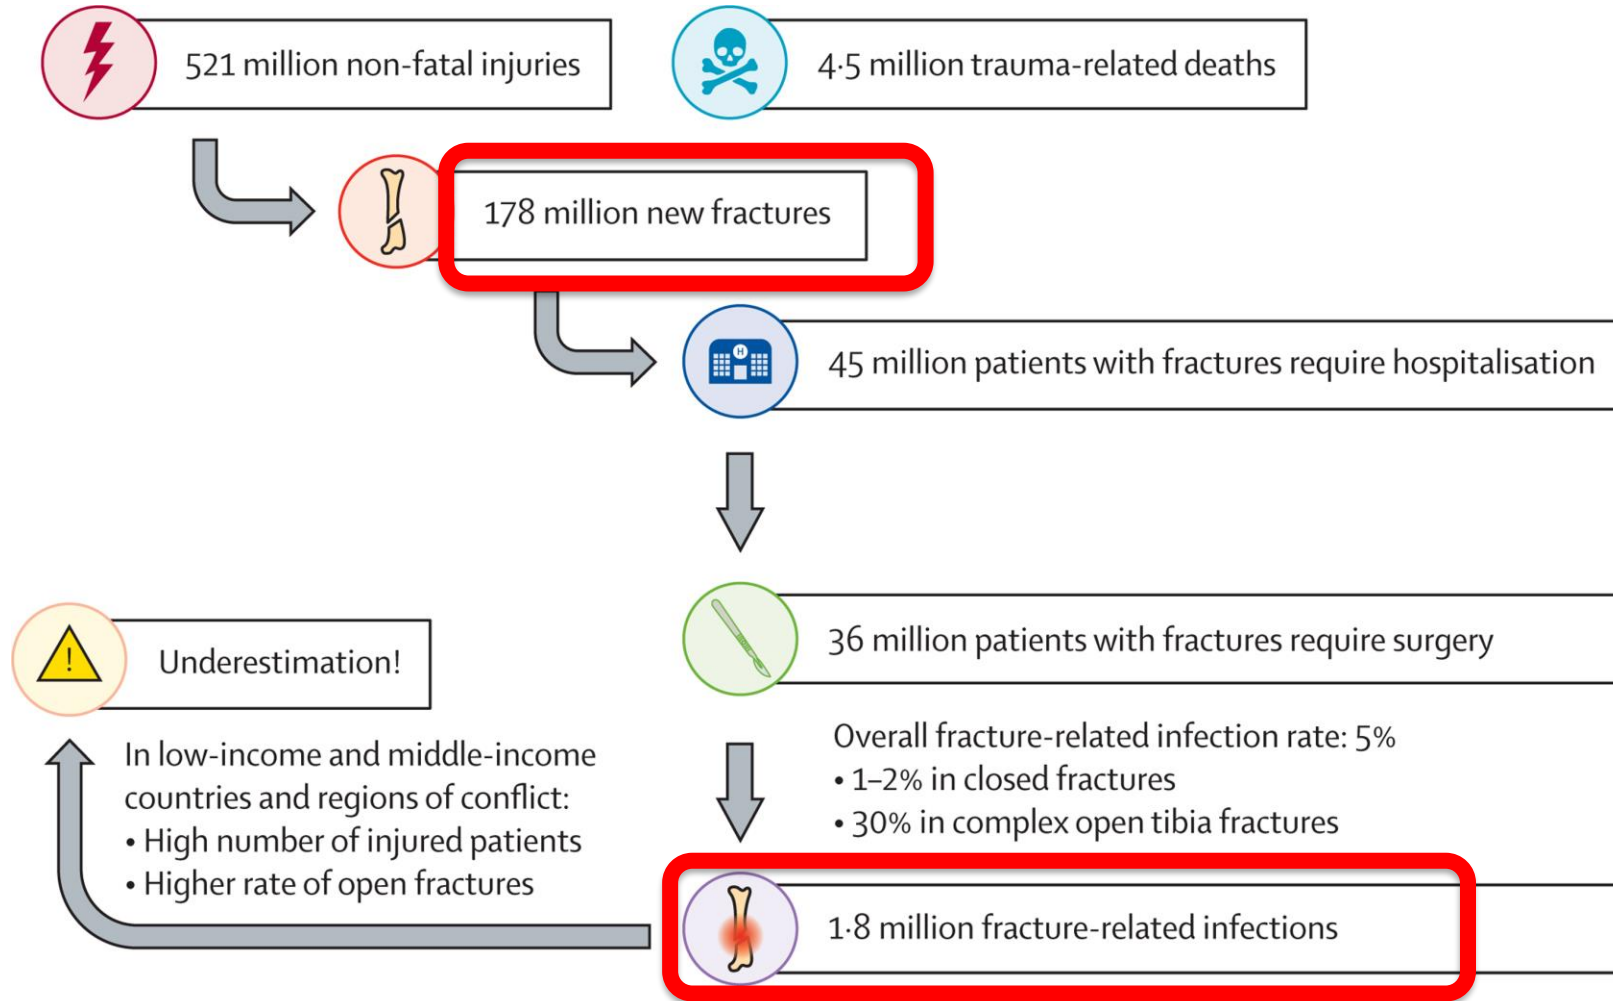 521 million non-fatal injuries
4·5 million trauma-related deaths
178 million new fractures
H
45 million patients with fractures require hospitalisation
36 million patients with fractures require surgery
!
Underestimation!
In low-income and middle-income
countries and regions of conflict:
• High number of injured patients
• Higher rate of open fractures
Overall fracture-related infection rate: 5%
• 1–2% in closed fractures
• 30% in complex open tibia fractures
1·8 million fracture-related infections